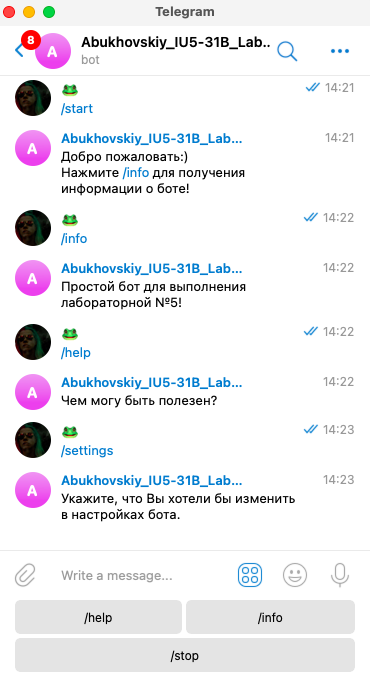 Telegram
8
A
Abukhovskiy_IU5-31B_Lab..
bot
🐸
14:21
/start
A
Abukhovskiy_IU5-31B_Lab...
14:21
Добро пожаловать:)
Нажмите /info для получения
информации о боте!
🐸
14:22
/info
A
Abukhovskiy_IU5-31B_Lab...
14:22
Простой бот для выполнения
лабораторной №5!
🐸
14:22
/help
A
Abukhovskiy_IU5-31B_Lab...
14:22
Чем могу быть полезен?
🐸
14:23
/settings
A
Abukhovskiy_IU5-31B_Lab...
14:23
Укажите, что Вы хотели бы изменить
в настройках бота.
Write a message...
/help
/info
/stop